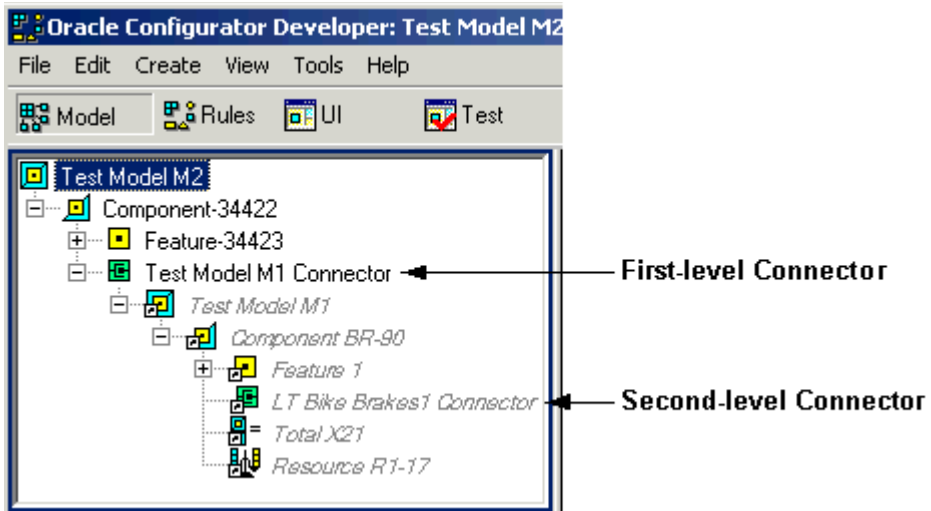 Oracle Configurator Developer: Test Model M2
File Edit Create View Tools Help
Model Rules UI Test
Test Model M2
Component-34422
Feature-34423
Test Model M1 Connector
First-level Connector
Test Model M1
Component BR-90
Feature 1
LT Bike Brakes1 Connector
Second-level Connector
Total X21
Resource R1-17